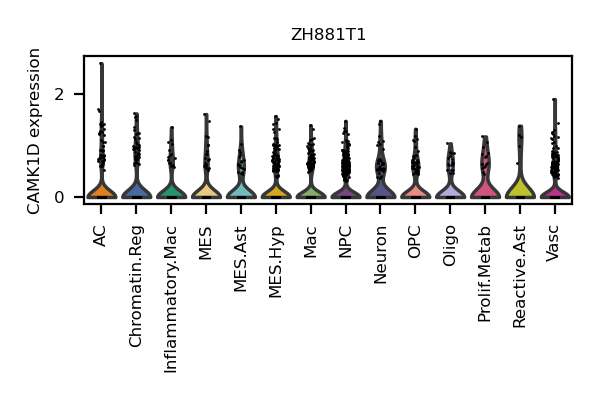 ZH881T1
CAMK1D expression
2
0
AC
Chromatin.Reg
Inflammatory.Mac
MES
MES.Ast
MES.Hyp
Mac
NPC
Neuron
OPC
Oligo
Prolif.Metab
Reactive.Ast
Vasc